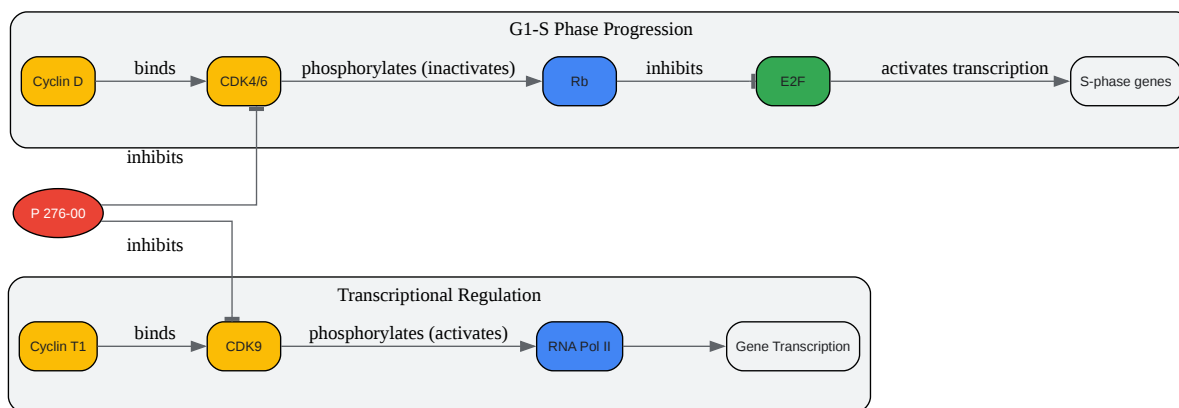 G1-S Phase Progression
Cyclin D
binds
CDK4/6
phosphorylates (inactivates)
Rb
inhibits
E2F
activates transcription
S-phase genes
inhibits
P 276-00
inhibits
Transcriptional Regulation
Cyclin T1
binds
CDK9
phosphorylates (activates)
RNA Pol II
Gene Transcription